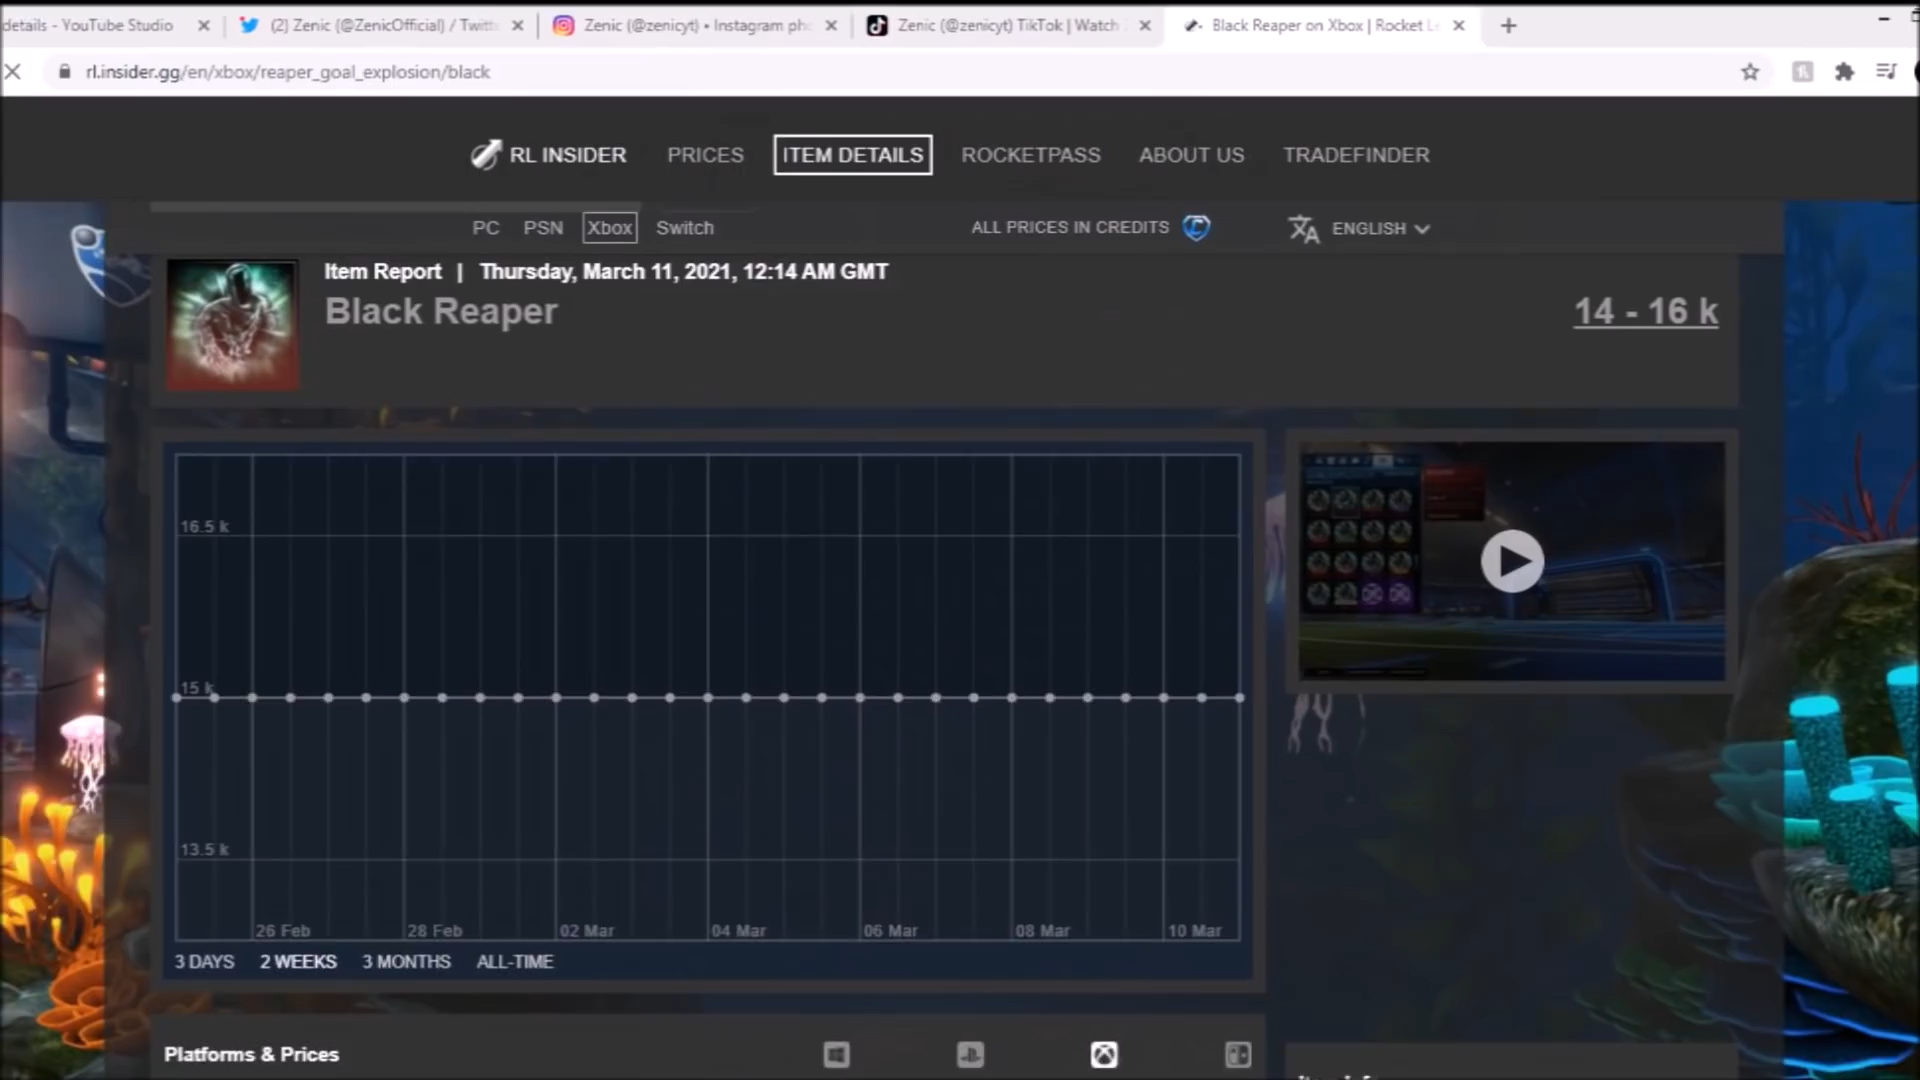 details - YouTube Studio
(2) Zenic (@ZenicOfficial) / Twitt
Zenic (@zenicyt) • Instagram pho
Zenic (@zenicyt) TikTok | Watch
Black Reaper on Xbox | Rocket Le
rl.insider.gg/en/xbox/reaper_goal_explosion/black
RL INSIDER PRICES ITEM DETAILS ROCKETPASS ABOUT US TRADEFINDER
PC PSN Xbox Switch ALL PRICES IN CREDITS ENGLISH
Item Report | Thursday, March 11, 2021, 12:14 AM GMT
Black Reaper 14 - 16 k
16.5 k
15 k
13.5 k
26 Feb 28 Feb 02 Mar 04 Mar 06 Mar 08 Mar 10 Mar
3 DAYS 2 WEEKS 3 MONTHS ALL-TIME
Platforms & Prices